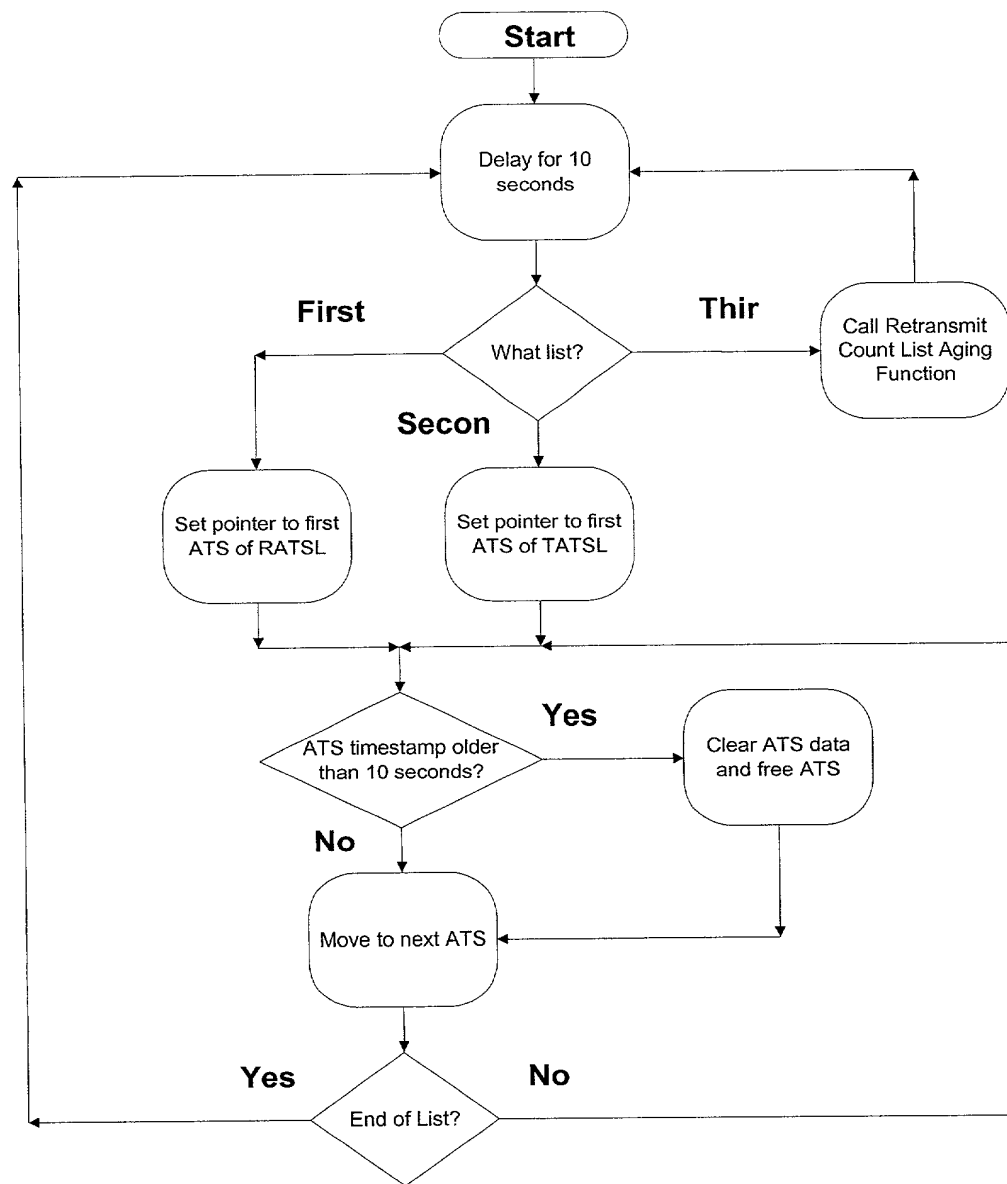 Start
Delay for 10
seconds
First
Thir
What list?
Call Retransmit
Count List Aging
Function
Secon
Set pointer to first
ATS of RATSL
Set pointer to first
ATS of TATSL
ATS timestamp older
than 10 seconds?
Yes
Clear ATS data
and free ATS
No
Move to next ATS
Yes
No
End of List?